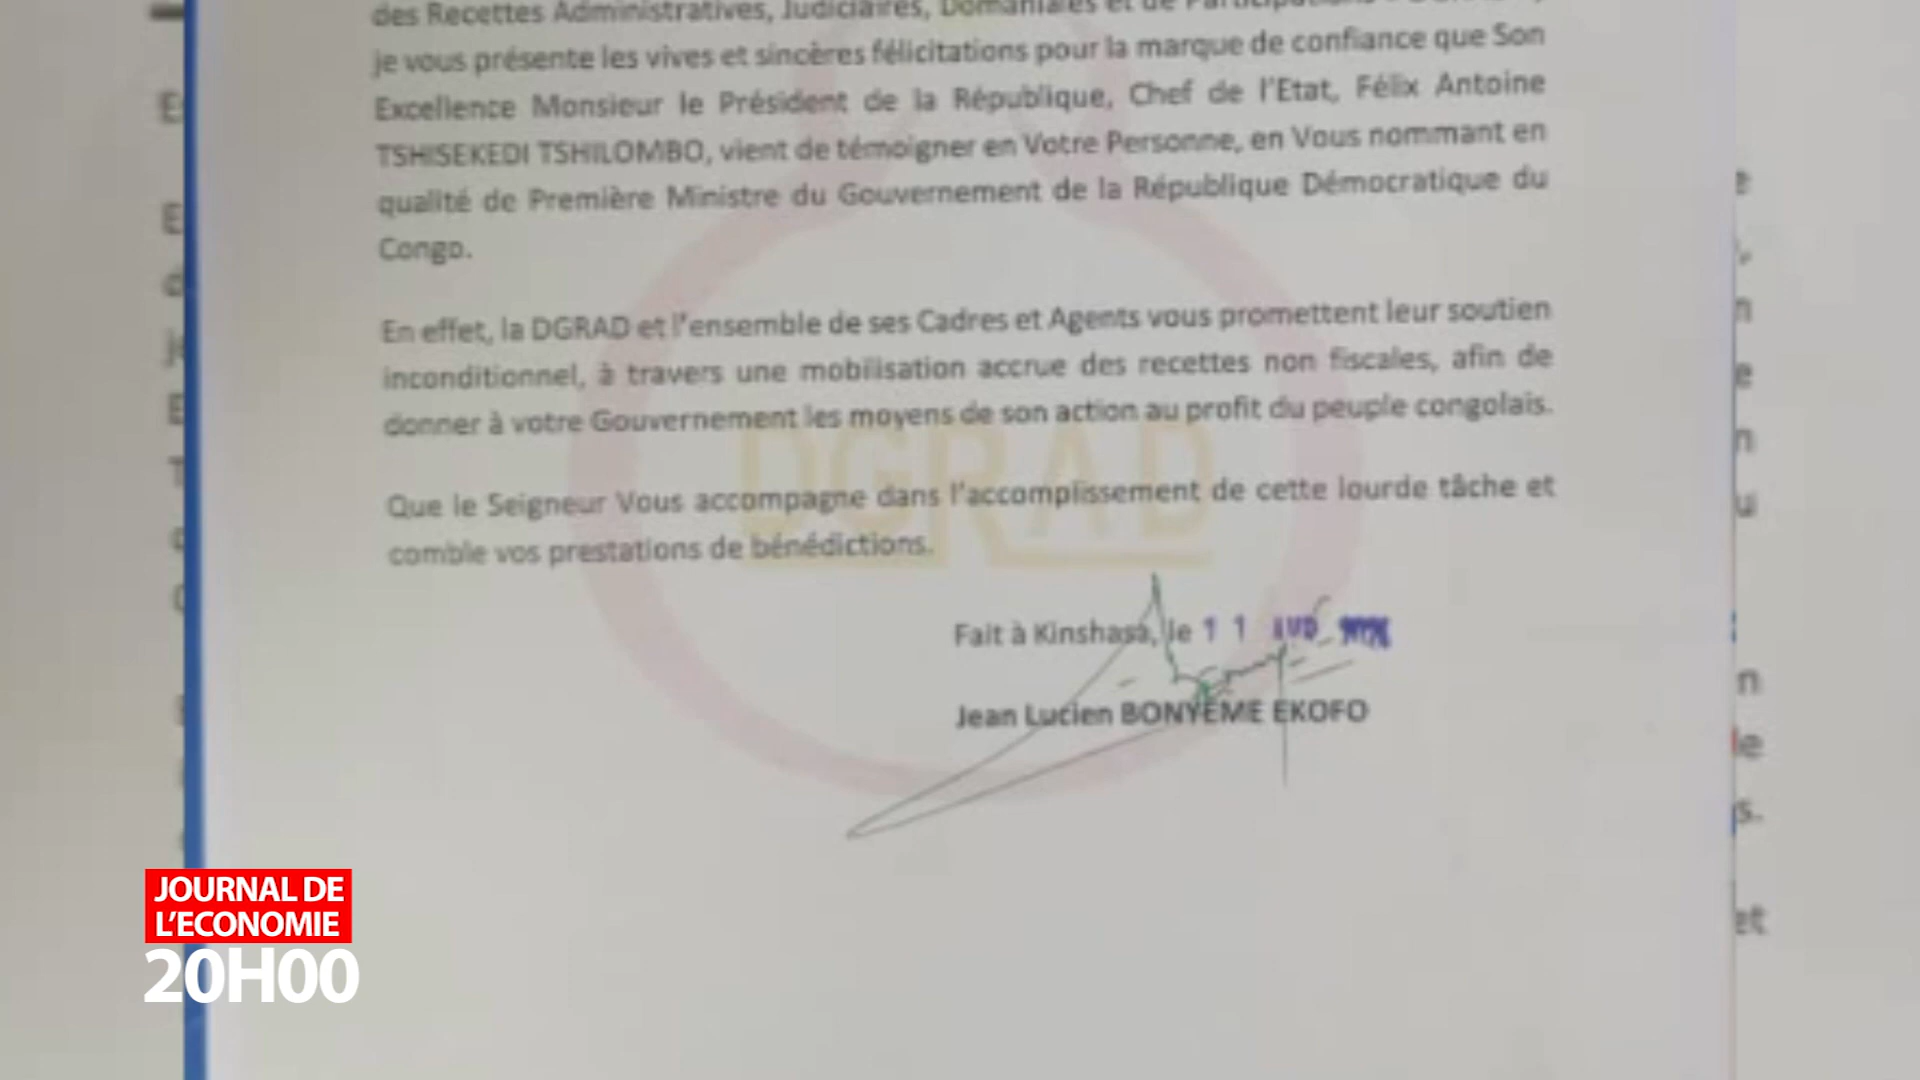 des Recettes Administratives, Judiciaires, Domaniales et de Participations
je vous présente les vives et sincères félicitations pour la marque de confiance que Son
Excellence Monsieur le Président de la République, Chef de l'Etat, Félix Antoine
TSHISEKEDI TSHILOMBO, vient de témoigner en Votre Personne, en Vous nommant en
qualité de Première Ministre du Gouvernement de la République Démocratique du
Congo.
En effet, la DGRAD et l'ensemble de ses Cadres et Agents vous promettent leur soutien
inconditionnel, à travers une mobilisation accrue des recettes non fiscales, afin de
donner à votre Gouvernement les moyens de son action au profit du peuple congolais.
DGRAD
Que le Seigneur Vous accompagne dans l'accomplissement de cette lourde tâche et
comble vos prestations de bénédictions.
Fait à Kinshasa, le 11
Jean Lucien BONYEME EKOFO
JOURNAL DE
L'ECONOMIE
20H00